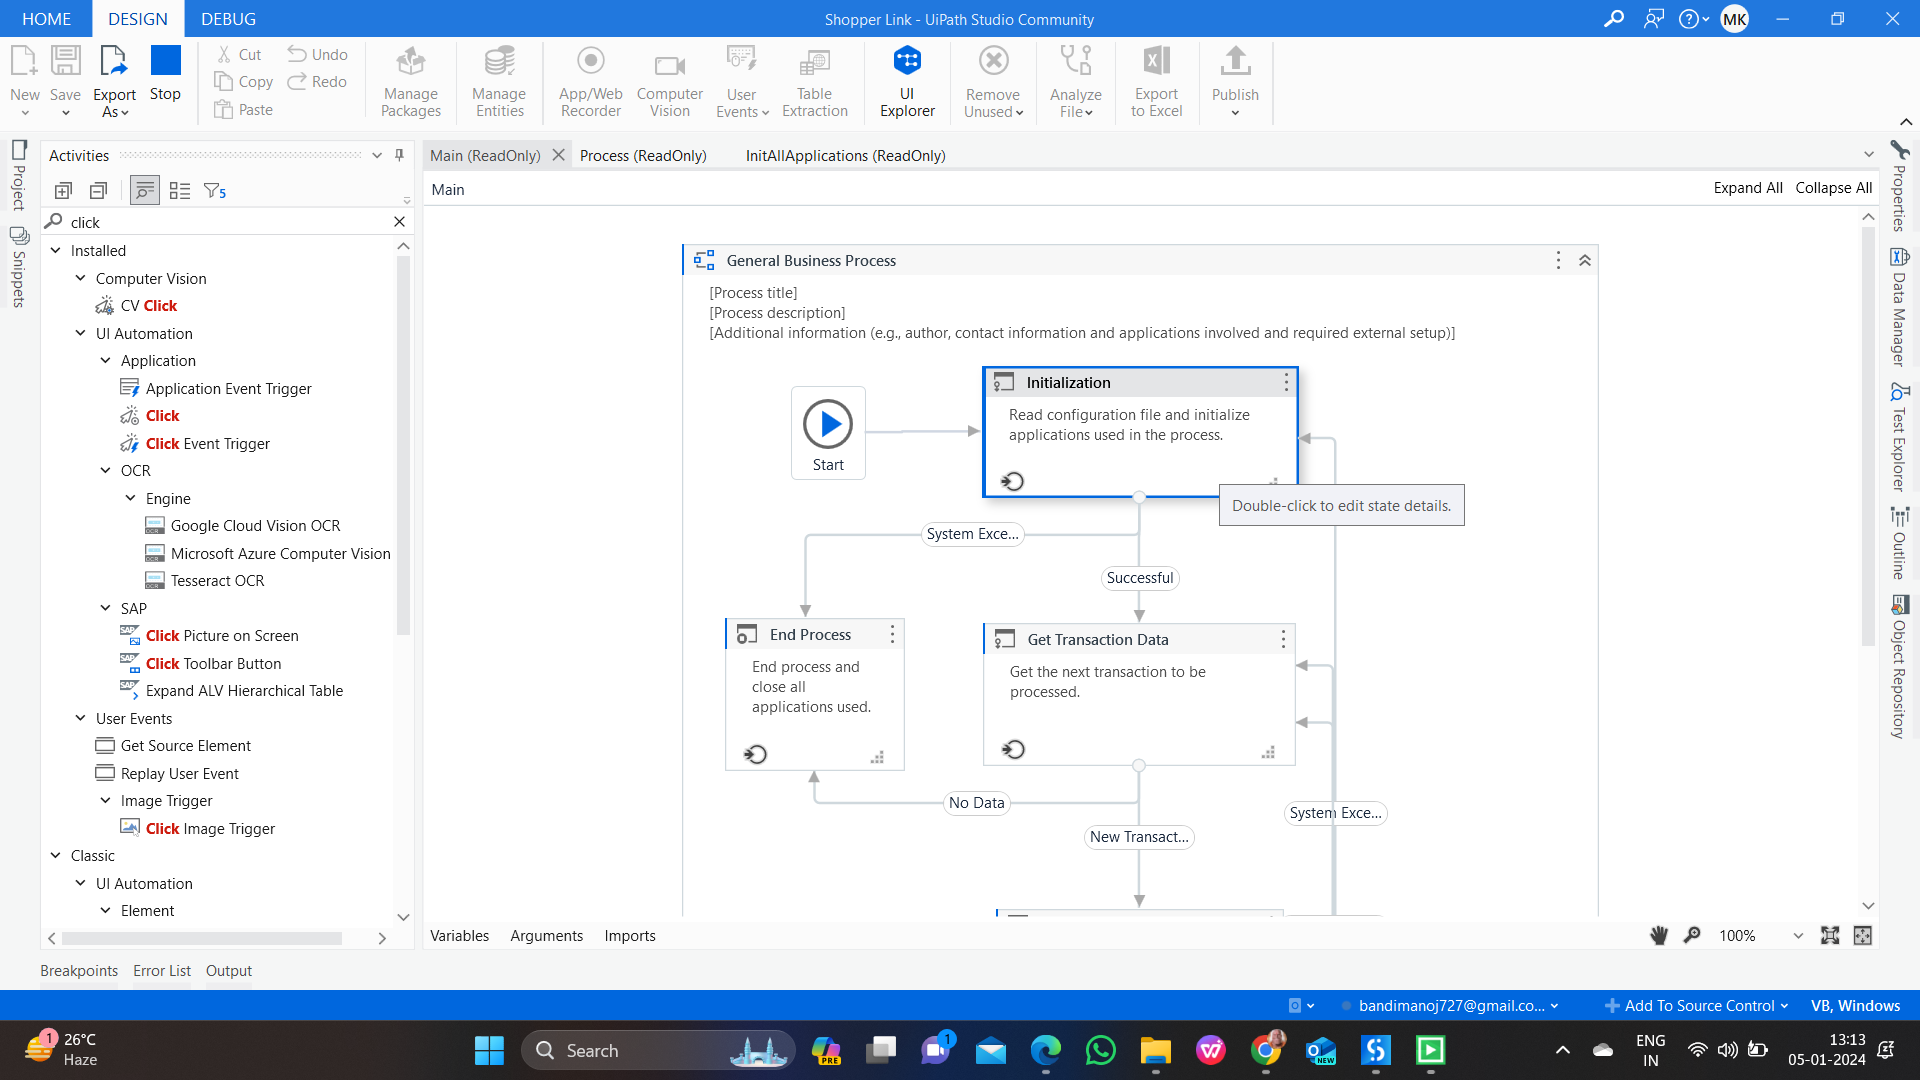 HOME
DESIGN
DEBUG
Shopper Link - UiPath Studio Community
MK
New
Save
Export As
Stop
Cut
Copy
Paste
Undo
Redo
Manage Packages
Manage Entities
App/Web Recorder
Computer Vision
User Events
Table Extraction
UI Explorer
Remove Unused
Analyze File
Export to Excel
Publish
Project
Snippets
Activities
5
click
Installed
Computer Vision
CV Click
UI Automation
Application
Application Event Trigger
Click
Click Event Trigger
OCR
Engine
Google Cloud Vision OCR
Microsoft Azure Computer Vision
Tesseract OCR
SAP
Click Picture on Screen
Click Toolbar Button
Expand ALV Hierarchical Table
User Events
Get Source Element
Replay User Event
Image Trigger
Click Image Trigger
Classic
UI Automation
Element
Main (ReadOnly)
Process (ReadOnly)
InitAllApplications (ReadOnly)
Main
Expand All
Collapse All
General Business Process
[Process title]
[Process description]
[Additional information (e.g., author, contact information and applications involved and required external setup)]
Start
Initialization
Read configuration file and initialize
applications used in the process.
Double-click to edit state details.
System Exce...
Successful
End Process
End process and
close all
applications used.
Get Transaction Data
Get the next transaction to be
processed.
No Data
System Exce...
New Transact...
Properties
Data Manager
Test Explorer
Outline
Object Repository
Variables
Arguments
Imports
100%
Breakpoints
Error List
Output
bandimanoj727@gmail.co...
Add To Source Control
VB, Windows
1
26°C
Haze
Search
PRE
1
NEW
ENG
IN
13:13
05-01-2024